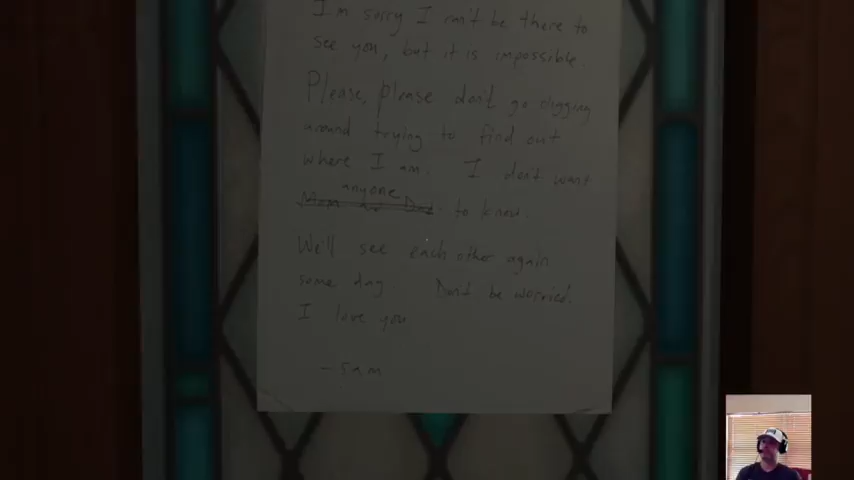 I'm sorry I can't be there to
see you, but it is impossible.
Please, please don't go digging
around trying to find out
where I am. I don't want
anyone
Mom or Dad to know.
We'll see each other again
some day. Don't be worried.
I love you.
-Sam